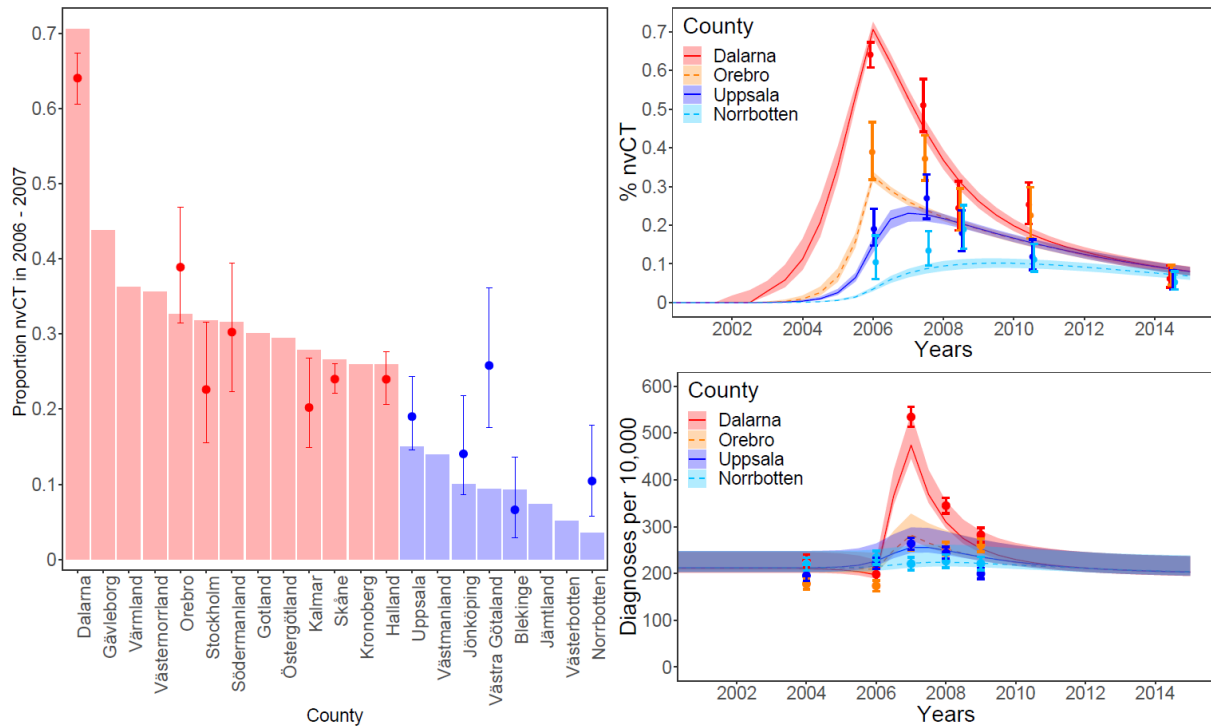 0.7
0.6
0.5
0.4
0.3
0.2
0.1
0
Proportion nvCT in 2006 - 2007
Dalarna
Gävleborg
Värmland
Västernorrland
Orebro
Stockholm
Södermanland
Gotland
Östergötland
Kalmar
Skåne
Kronoberg
Halland
Uppsala
Västmanland
Jönköping
Västra Götaland
Blekinge
Jämtland
Västerbotten
Norrbotten
County
0.7
0.6
0.5
0.4
0.3
0.2
0.1
0
% nvCT
County
Dalarna
Orebro
Uppsala
Norrbotten
2002 2004 2006 2008 2010 2012 2014
Years
600
500
400
300
200
100
0
Diagnoses per 10,000
County
Dalarna
Orebro
Uppsala
Norrbotten
2002 2004 2006 2008 2010 2012 2014
Years